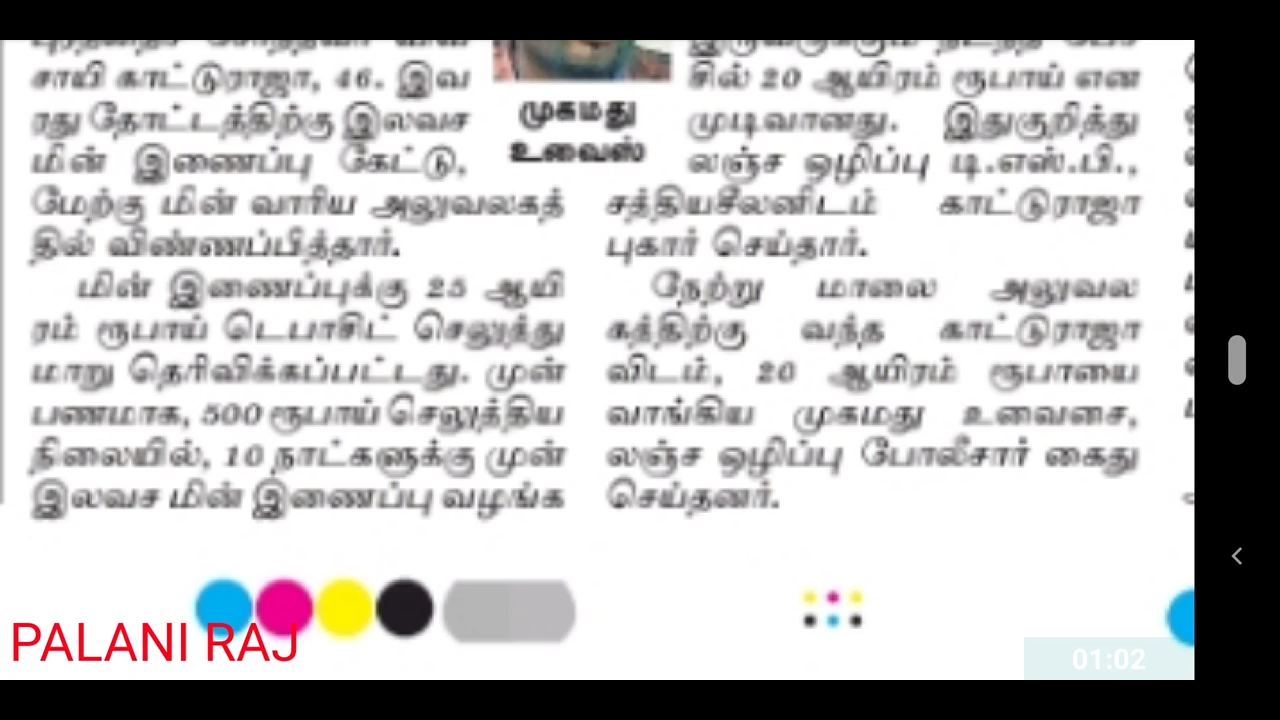 சாயி காட்டுராஜா, 46. இவ
ரது தோட்டத்திற்கு இலவச
மின் இணைப்பு கேட்டு,
மேற்கு மின் வாரிய அலுவலகத்
தில் விண்ணப்பித்தார்.
மின் இணைப்புக்கு 25 ஆயி
ரம் ரூபாய் டெபாசிட் செலுத்து
மாறு தெரிவிக்கப்பட்டது. முன்
பணமாக, 500 ரூபாய் செலுத்திய
நிலையில், 10 நாட்களுக்கு முன்
இலவச மின் இணைப்பு வழங்க
முகமது
உவைஸ்
சில் 20 ஆயிரம் ரூபாய் என
முடிவானது. இதுகுறித்து
லஞ்ச ஒழிப்பு டி.எஸ்.பி.,
சத்தியசீலனிடம் காட்டுராஜா
புகார் செய்தார்.
நேற்று மாலை அலுவல
கத்திற்கு வந்த காட்டுராஜா
விடம், 20 ஆயிரம் ரூபாயை
வாங்கிய முகமது உவைசை,
லஞ்ச ஒழிப்பு போலீசார் கைது
செய்தனர்.
PALANI RAJ
01:02